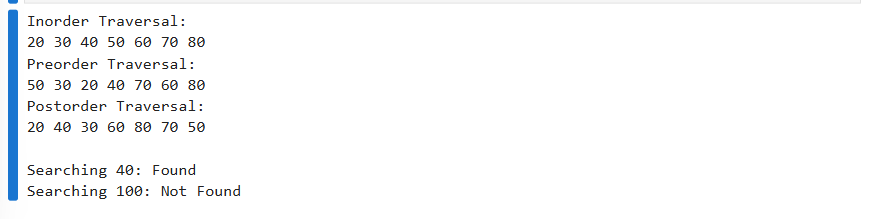 Inorder Traversal:
20 30 40 50 60 70 80
Preorder Traversal:
50 30 20 40 70 60 80
Postorder Traversal:
20 40 30 60 80 70 50
Searching 40: Found
Searching 100: Not Found